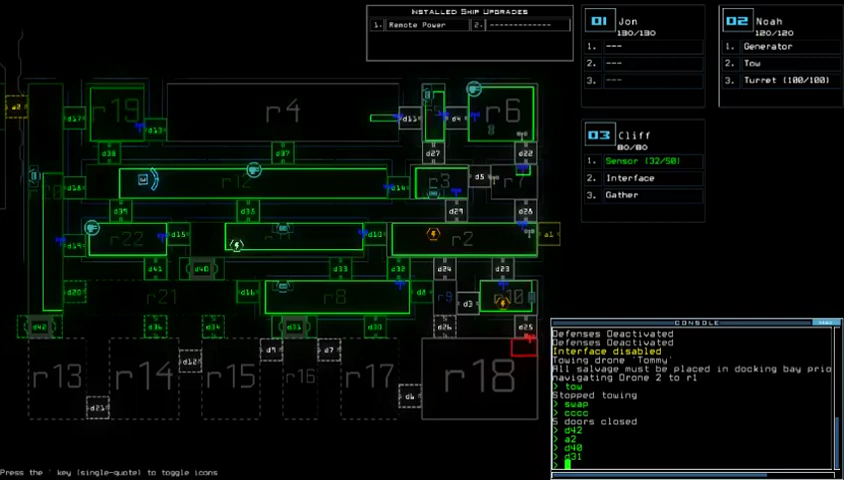 INSTALLED SHIP UPGRADES
1. Remote Power 2. -------------
01 Jon
130/130
1. ---
2. ---
3. ---
02 Noah
120/120
1. Generator
2. Tow
3. Turret (100/100)
03 Cliff
80/80
1. Sensor (32/50)
2. Interface
3. Gather
a2
r19
r4
r6
d17
d13
d11
d4
d38
d37
d27
d22
d18
r12
d14
r3
d5
r7
d39
d35
d29
d28
d19
r22
d15
r11
d10
r2
a1
d41
d40
d33
d32
d24
d23
d20
r21
d16
r8
d8
r9
d3
r10
d42
d36
d34
d31
d30
d26
d25
r13
r14
d12
r15
d9
r16
d7
r17
d6
r18
d21
CONSOLE
Defenses Deactivated
Defenses Deactivated
Interface disabled
Towing drone 'Tommy'
All salvage must be placed in docking bay prio
navigating Drone 2 to r1
> tow
Stopped towing
> swap
> cccc
5 doors closed
> d42
> a2
> d40
> d31
>
Press the ' key (single-quote) to toggle icons